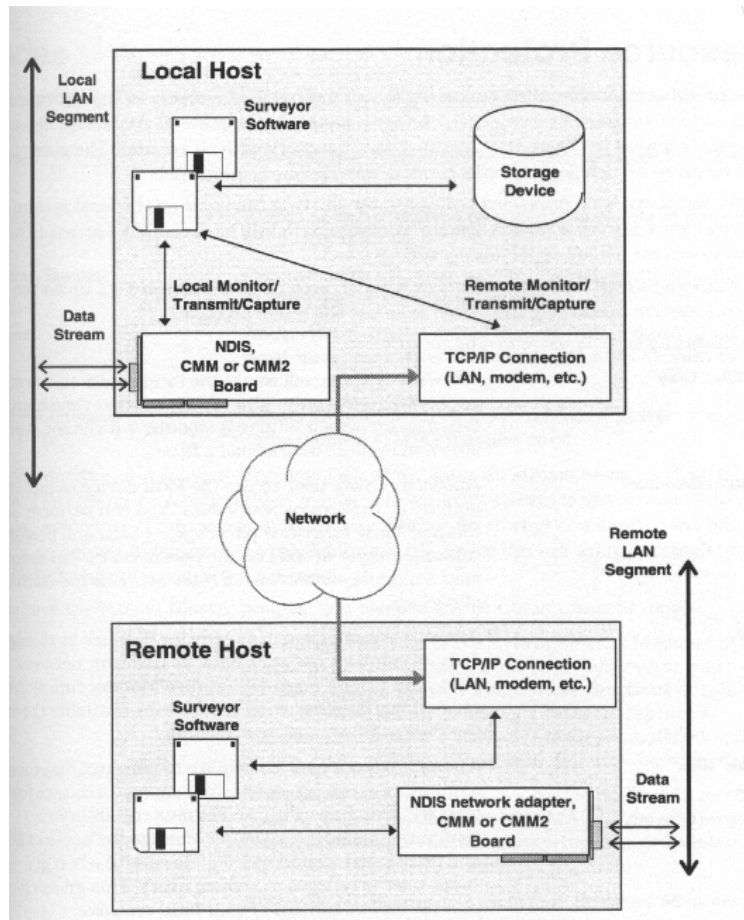 Local
LAN
Segment
Local Host
Surveyor
Software
Storage
Device
Local Monitor/
Transmit/Capture
Remote Monitor/
Transmit/Capture
Data
Stream
NDIS,
CMM or CMM2
Board
TCP/IP Connection
(LAN, modem, etc.)
Network
Remote
LAN
Segment
Remote Host
TCP/IP Connection
(LAN, modem, etc.)
Surveyor
Software
NDIS network adapter,
CMM or CMM2
Board
Data
Stream